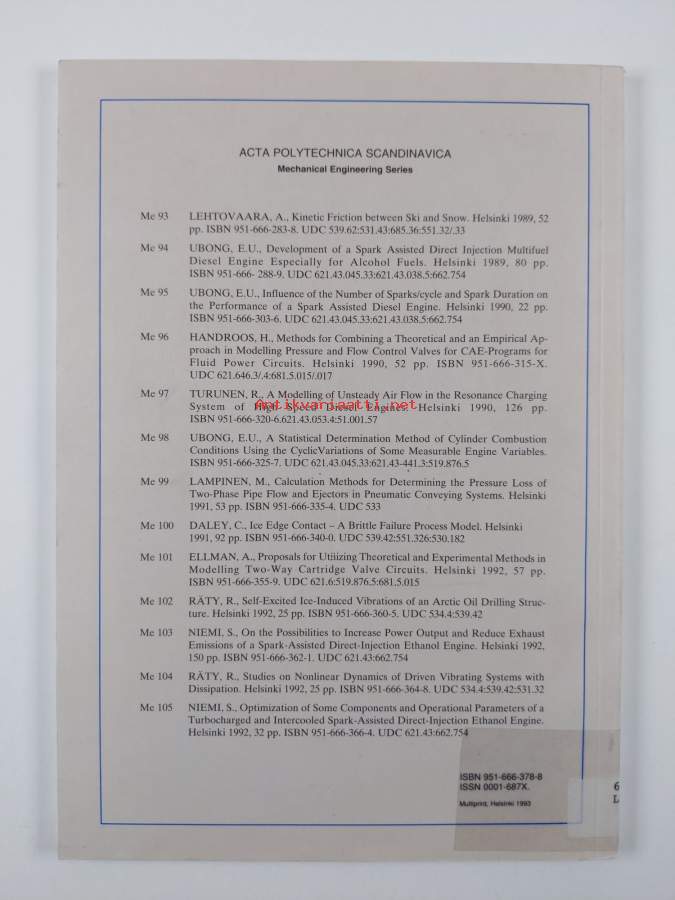 ACTA POLYTECHNICA SCANDINAVICA
Mechanical Engineering Series
Me 93 LEHTOVAARA, A., Kinetic Friction between Ski and Snow. Helsinki 1989, 52
pp. ISBN 951-666-283-8. UDC 539.62:531.43:685.36:551.32/.33
Me 94 UBONG, E.U., Development of a Spark Assisted Direct Injection Multifuel
Diesel Engine Especially for Alcohol Fuels. Helsinki 1989, 80 pp.
ISBN 951-666- 288-9. UDC 621.43.045.33:621.43.038.5:662.754
Me 95 UBONG, E.U., Influence of the Number of Sparks/cycle and Spark Duration on
the Performance of a Spark Assisted Diesel Engine. Helsinki 1990, 22 pp.
ISBN 951-666-303-6. UDC 621.43.045.33:621.43.038.5:662.754
Me 96 HANDROOS, H., Methods for Combining a Theoretical and an Empirical Ap-
proach in Modelling Pressure and Flow Control Valves for CAE-Programs for
Fluid Power Circuits. Helsinki 1990, 52 pp. ISBN 951-666-315-X.
UDC 621.646.3/.4:681.5.015/.017
Me 97 TURUNEN, R., A Modelling of Unsteady Air Flow in the Resonance Charging
Antikvariaatti.net
System of High Speed Diesel Engines. Helsinki 1990, 126 pp.
ISBN 951-666-320-6.621.43.053.4:51.001.57
Me 98 UBONG, E.U., A Statistical Determination Method of Cylinder Combustion
Conditions Using the CyclicVariations of Some Measurable Engine Variables.
ISBN 951-666-325-7. UDC 621.43.045.33:621.43-441.3:519.876.5
Me 99 LAMPINEN, M., Calculation Methods for Determining the Pressure Loss of
Two-Phase Pipe Flow and Ejectors in Pneumatic Conveying Systems. Helsinki
1991, 53 pp. ISBN 951-666-335-4. UDC 533
Me 100 DALEY, C., Ice Edge Contact – A Brittle Failure Process Model. Helsinki
1991, 92 pp. ISBN 951-666-340-0. UDC 539.42:551.326:530.182
Me 101 ELLMAN, A., Proposals for Utilizing Theoretical and Experimental Methods in
Modelling Two-Way Cartridge Valve Circuits. Helsinki 1992, 57 pp.
ISBN 951-666-355-9. UDC 621.6:519.876.5:681.5.015
Me 102 RÄTY, R., Self-Excited Ice-Induced Vibrations of an Arctic Oil Drilling Struc-
ture. Helsinki 1992, 25 pp. ISBN 951-666-360-5. UDC 534.4:539.42
Me 103 NIEMI, S., On the Possibilities to Increase Power Output and Reduce Exhaust
Emissions of a Spark-Assisted Direct-Injection Ethanol Engine. Helsinki 1992,
150 pp. ISBN 951-666-362-1. UDC 621.43:662.754
Me 104 RÄTY, R., Studies on Nonlinear Dynamics of Driven Vibrating Systems with
Dissipation. Helsinki 1992, 25 pp. ISBN 951-666-364-8. UDC 534.4:539.42:531.32
Me 105 NIEMI, S., Optimization of Some Components and Operational Parameters of a
Turbocharged and Intercooled Spark-Assisted Direct-Injection Ethanol Engine.
Helsinki 1992, 32 pp. ISBN 951-666-366-4. UDC 621.43:662.754
ISBN 951-666-378-8
ISSN 0001-687X.
Multiprint, Helsinki 1993
6
L